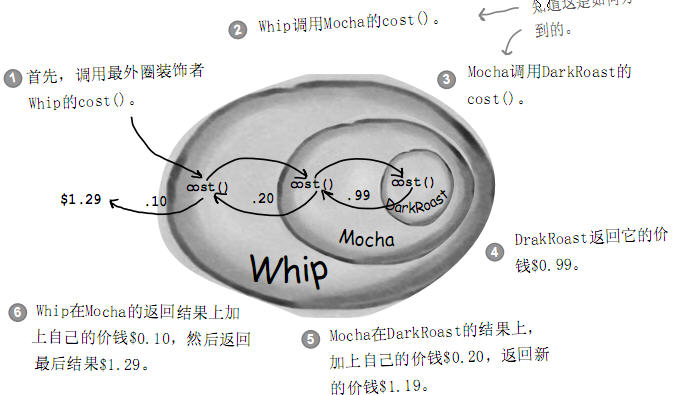 知道这是如何办
到的。
2 Whip调用Mocha的cost()。
1 首先，调用最外圈装饰者
Whip的cost()。
3 Mocha调用DarkRoast的
cost()。
cost() cost() cost()
$1.29 .10 .20 .99
DarkRoast
Mocha
Whip
4 DrakRoast返回它的价
钱$0.99。
6 Whip在Mocha的返回结果上加
上自己的价钱$0.10，然后返回
最后结果$1.29。
5 Mocha在DarkRoast的结果上，
加上自己的价钱$0.20，返回新
的价钱$1.19。